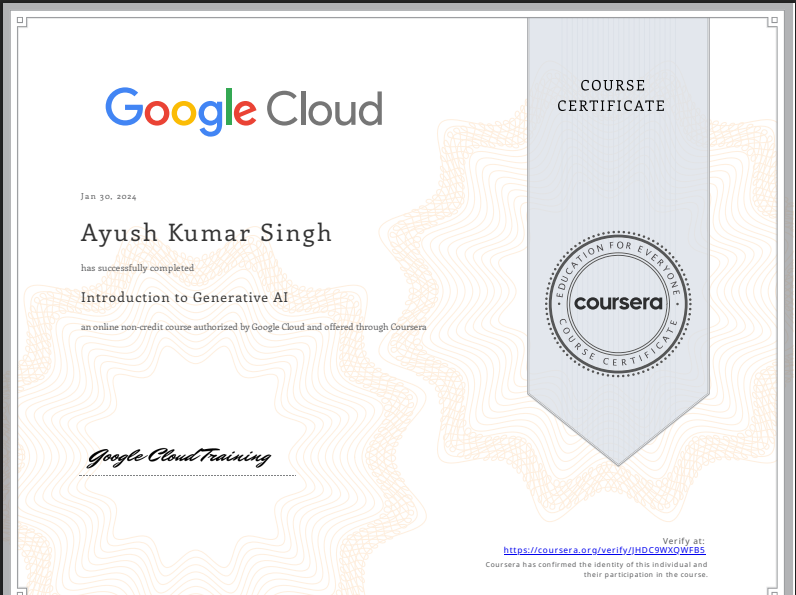 Google Cloud
COURSE
CERTIFICATE
Jan 30, 2024
Ayush Kumar Singh
has successfully completed
Introduction to Generative AI
an online non-credit course authorized by Google Cloud and offered through Coursera
EDUCATION FOR EVERYONE
coursera
COURSE CERTIFICATE
Google Cloud Training
Verify at:
https://coursera.org/verify/JHDC9WXQWFB5
Coursera has confirmed the identity of this individual and
their participation in the course.